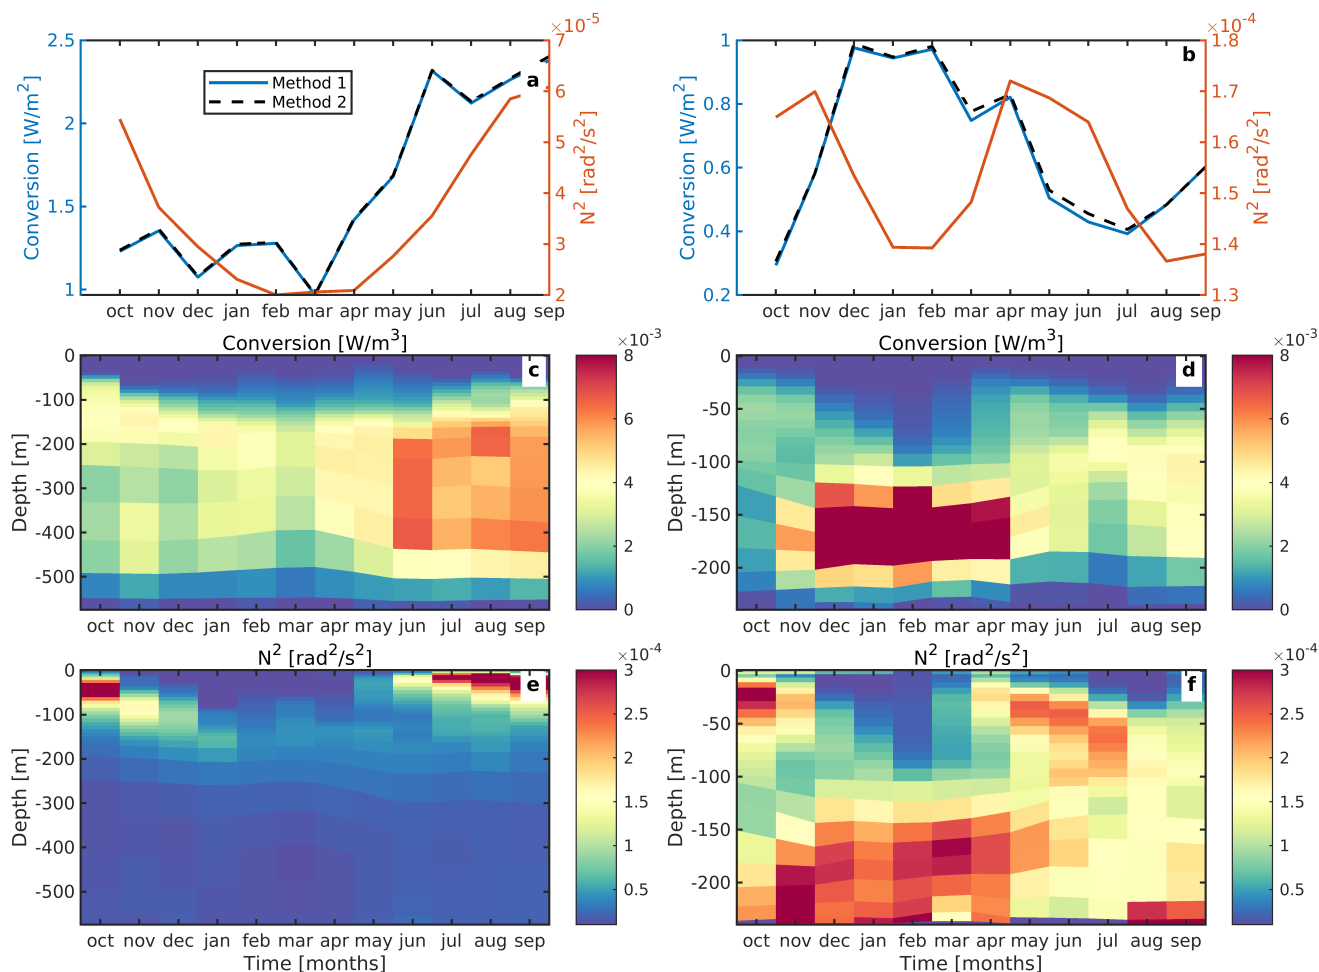 ×10⁻⁵
2.5
2
1.5
1
Conversion [W/m²]
Method 1
Method 2
a
7
6
5
4
3
2
N² [rad²/s²]
oct nov dec jan feb mar apr may jun jul aug sep
×10⁻⁴
1
0.8
0.6
0.4
0.2
Conversion [W/m²]
b
1.8
1.7
1.6
1.5
1.4
1.3
N² [rad²/s²]
oct nov dec jan feb mar apr may jun jul aug sep
Conversion [W/m³]
×10⁻³
c
0
-100
-200
-300
-400
-500
Depth [m]
8
6
4
2
0
oct nov dec jan feb mar apr may jun jul aug sep
Conversion [W/m³]
×10⁻³
d
0
-50
-100
-150
-200
Depth [m]
8
6
4
2
0
oct nov dec jan feb mar apr may jun jul aug sep
N² [rad²/s²]
×10⁻⁴
e
0
-100
-200
-300
-400
-500
Depth [m]
3
2.5
2
1.5
1
0.5
oct nov dec jan feb mar apr may jun jul aug sep
Time [months]
N² [rad²/s²]
×10⁻⁴
f
0
-50
-100
-150
-200
Depth [m]
3
2.5
2
1.5
1
0.5
oct nov dec jan feb mar apr may jun jul aug sep
Time [months]